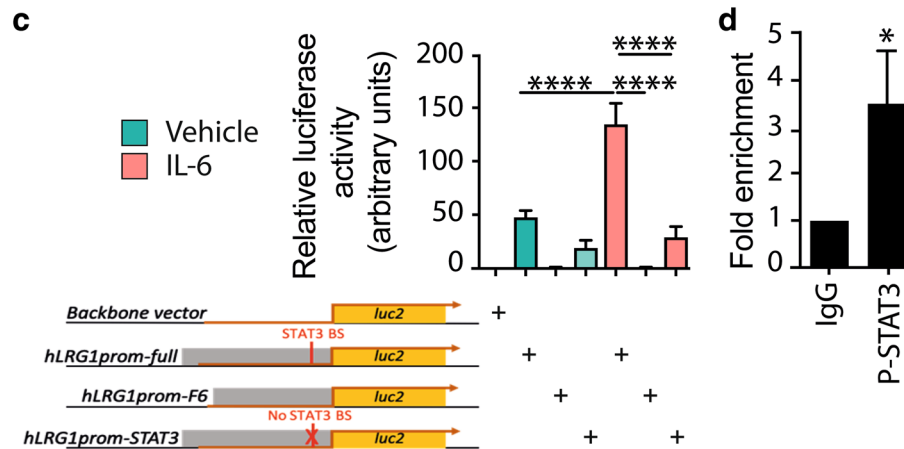 c
Relative luciferase
activity
(arbitrary units)
Vehicle
IL-6
200
150
100
50
0
****
**** ****
Backbone vector luc2 +
STAT3 BS
hLRG1prom-full luc2 + +
hLRG1prom-F6 luc2 + +
No STAT3 BS
hLRG1prom-STAT3 X luc2 + +
d
Fold enrichment
5
4
3
2
1
0
*
IgG
P-STAT3